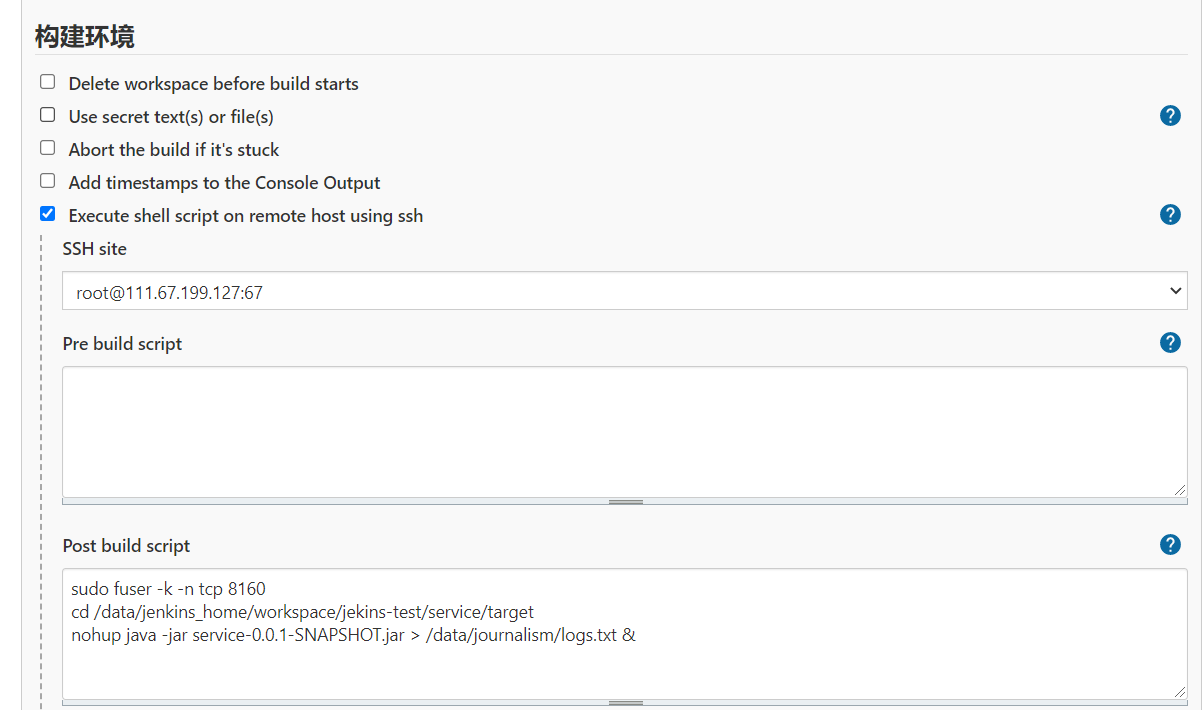 构建环境
Delete workspace before build starts
Use secret text(s) or file(s)
?
Abort the build if it's stuck
Add timestamps to the Console Output
Execute shell script on remote host using ssh
?
SSH site
root@111.67.199.127:67
Pre build script
?
Post build script
?
sudo fuser -k -n tcp 8160
cd /data/jenkins_home/workspace/jekins-test/service/target
nohup java -jar service-0.0.1-SNAPSHOT.jar > /data/journalism/logs.txt &